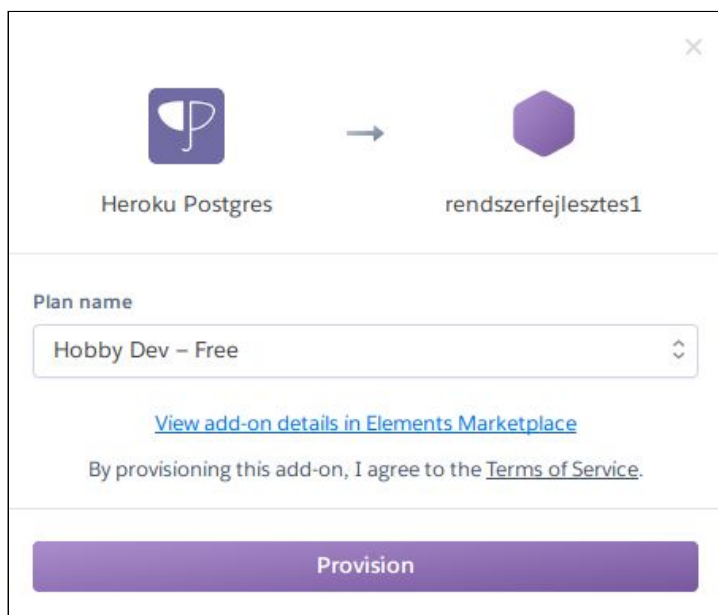 Heroku Postgres
rendszerfejlesztes1
Plan name
Hobby Dev – Free
View add-on details in Elements Marketplace
By provisioning this add-on, I agree to the Terms of Service.
Provision